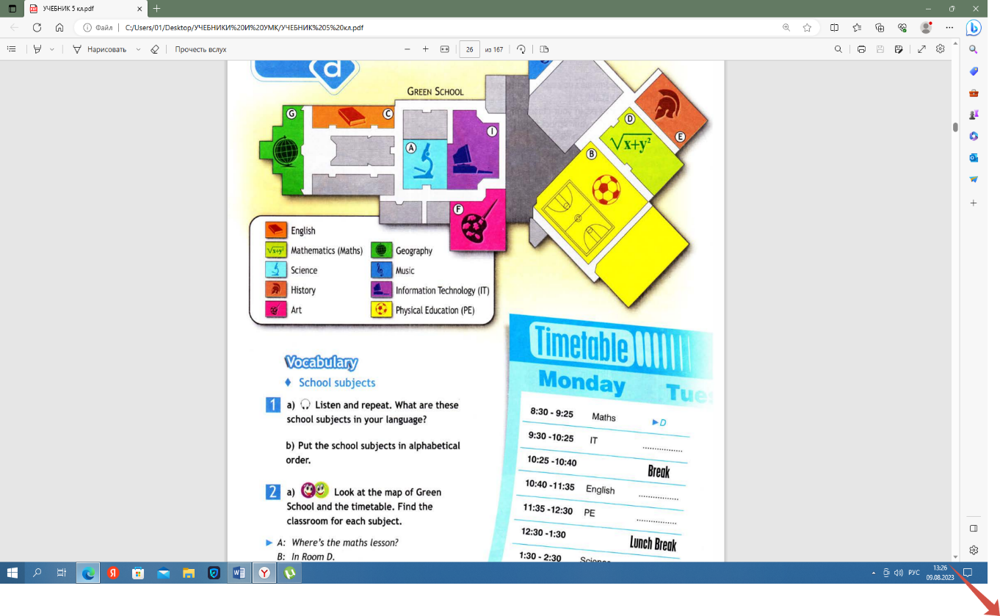 УЧЕБНИК 5 кл.pdf
Файл C:/Users/01/Desktop/УЧЕБНИКИ%20И%20УМК/УЧЕБНИК%205%20кл.pdf
Нарисовать Прочесть вслух 26 из 167
d
GREEN SCHOOL
G
C
I
A
F
D
√x+y²
E
B
English
Mathematics (Maths)
Science
History
Art
Geography
Music
Information Technology (IT)
Physical Education (PE)
Vocabulary
School subjects
1 a) Listen and repeat. What are these
school subjects in your language?
b) Put the school subjects in alphabetical
order.
2 a) Look at the map of Green
School and the timetable. Find the
classroom for each subject.
A: Where's the maths lesson?
B: In Room D.
Timetable
Monday Tues
8:30 - 9:25 Maths D
9:30 -10:25 IT ................
10:25 -10:40 Break
10:40 -11:35 English ................
11:35 -12:30 PE ................
12:30 -1:30 Lunch Break
1:30 - 2:30 Science
РУС
13:26
09.08.2023